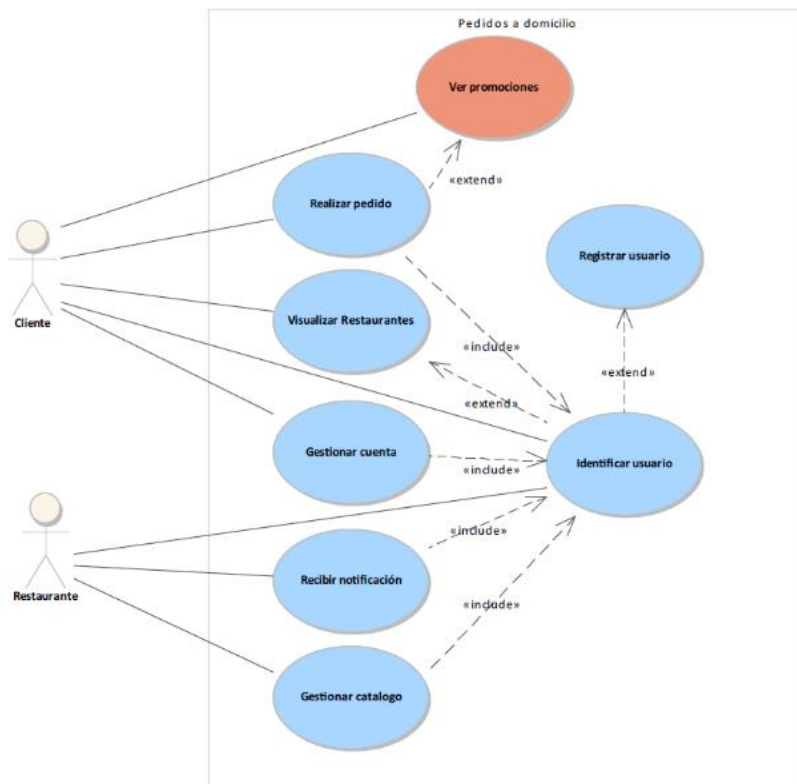 Pedidos a domicilio
Ver promociones
«extend»
Realizar pedido
Registrar usuario
Cliente
Visualizar Restaurantes
«include»
«extend»
«extend»
Gestionar cuenta
«include»
Identificar usuario
Restaurante
Recibir notificación
«include»
«include»
Gestionar catalogo